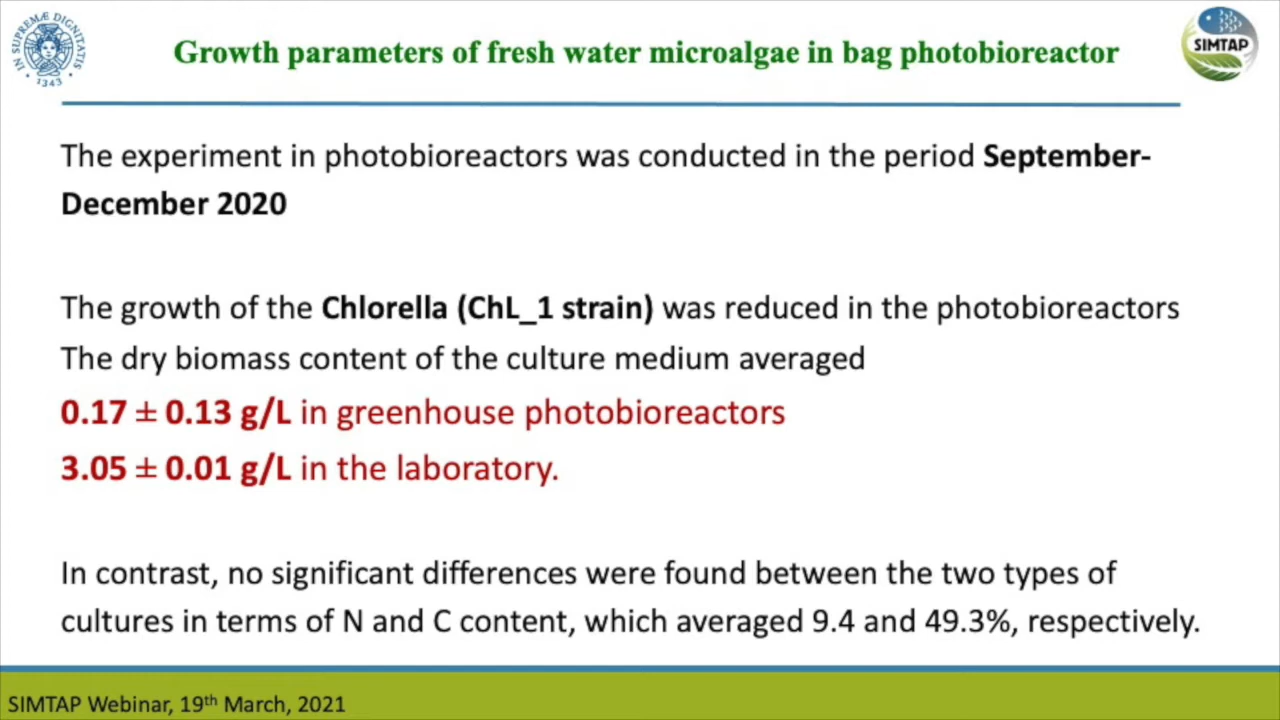 IN SUPREMÆ DIGNITATIS
· 1343 ·
Growth parameters of fresh water microalgae in bag photobioreactor
SIMTAP
The experiment in photobioreactors was conducted in the period September-
December 2020
The growth of the Chlorella (ChL_1 strain) was reduced in the photobioreactors
The dry biomass content of the culture medium averaged
0.17 ± 0.13 g/L in greenhouse photobioreactors
3.05 ± 0.01 g/L in the laboratory.
In contrast, no significant differences were found between the two types of
cultures in terms of N and C content, which averaged 9.4 and 49.3%, respectively.
SIMTAP Webinar, 19th March, 2021